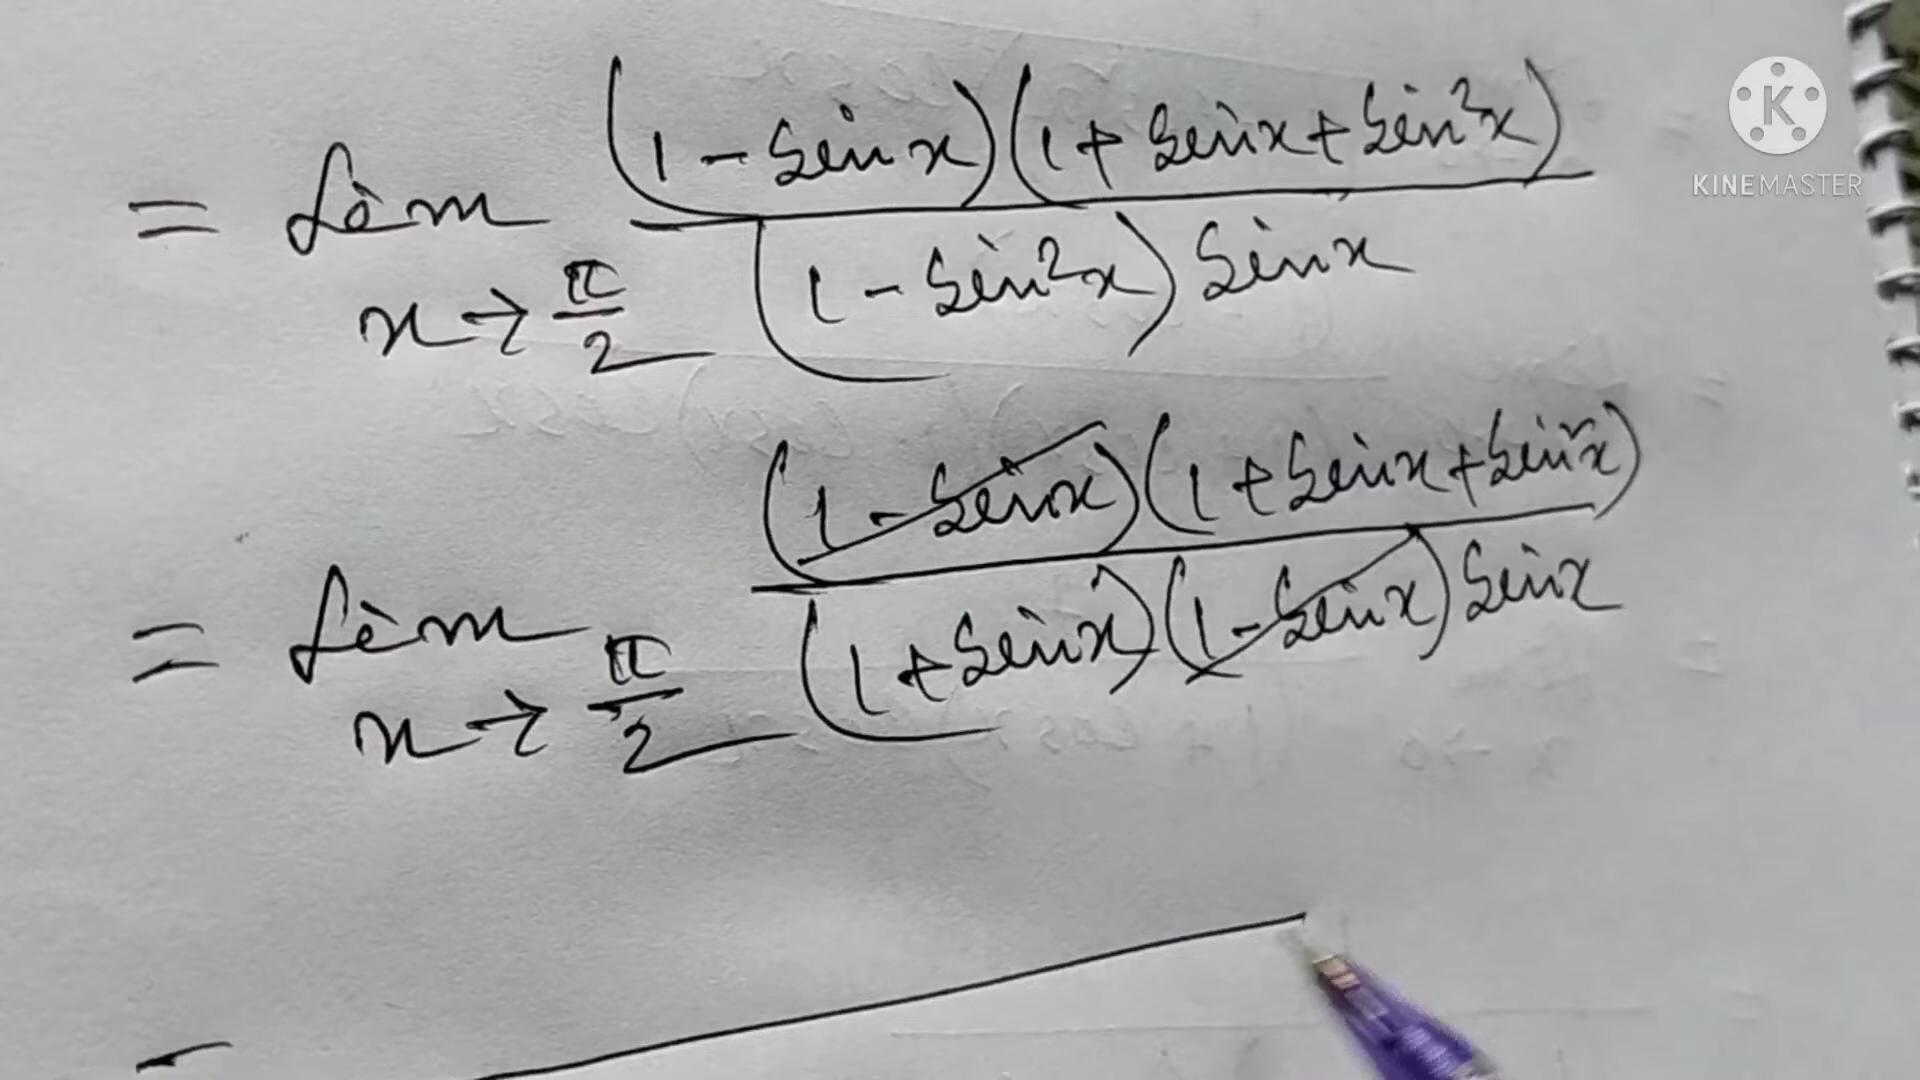 = Lim (1 - Sin x)(1 + Sin x + Sin²x)
x → π/2 (1 - Sin²x) Sin x
= Lim (1 - Sin x)(1 + Sin x + Sin²x)
x → π/2 (1 + Sin x)(1 - Sin x) Sin x
K
KINEMASTER